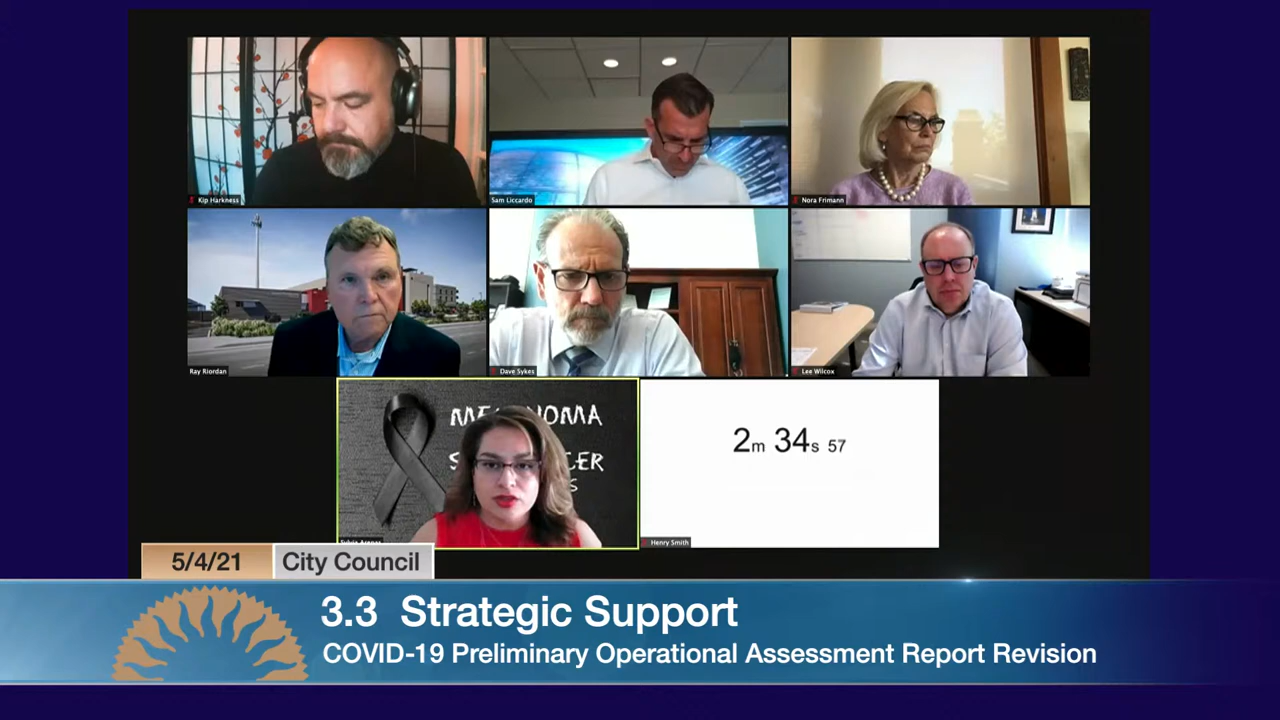 Kip Harkness
Sam Liccardo
Nora Frimann
Ray Riordan
Dave Sykes
Lee Wilcox
2m 34s 57
Henry Smith
5/4/21 City Council
3.3 Strategic Support
COVID-19 Preliminary Operational Assessment Report Revision